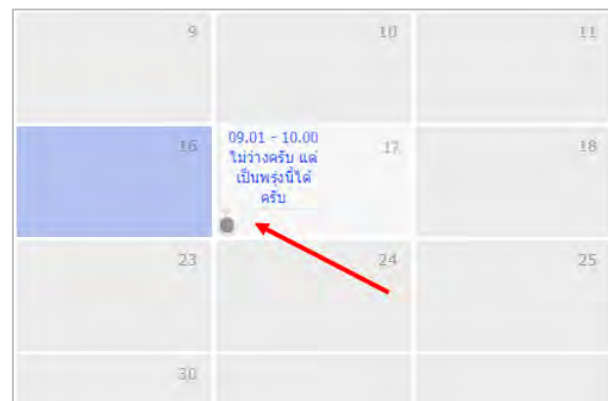 9 10 11
16 09.01 - 10.00 17 18
ไม่ว่างครับ แต่
เป็นพรุ่งนี้ได้
ครับ
23 24 25
30